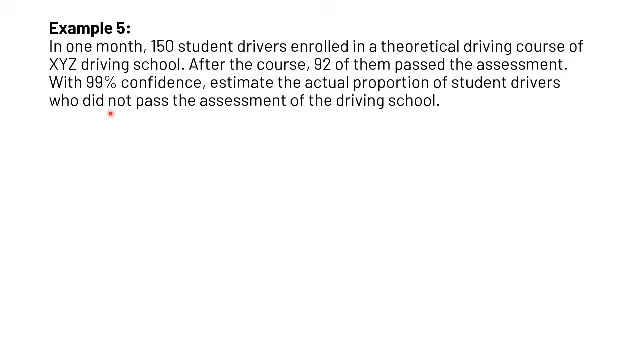 Example 5:
In one month, 150 student drivers enrolled in a theoretical driving course of
XYZ driving school. After the course, 92 of them passed the assessment.
With 99% confidence, estimate the actual proportion of student drivers
who did not pass the assessment of the driving school.